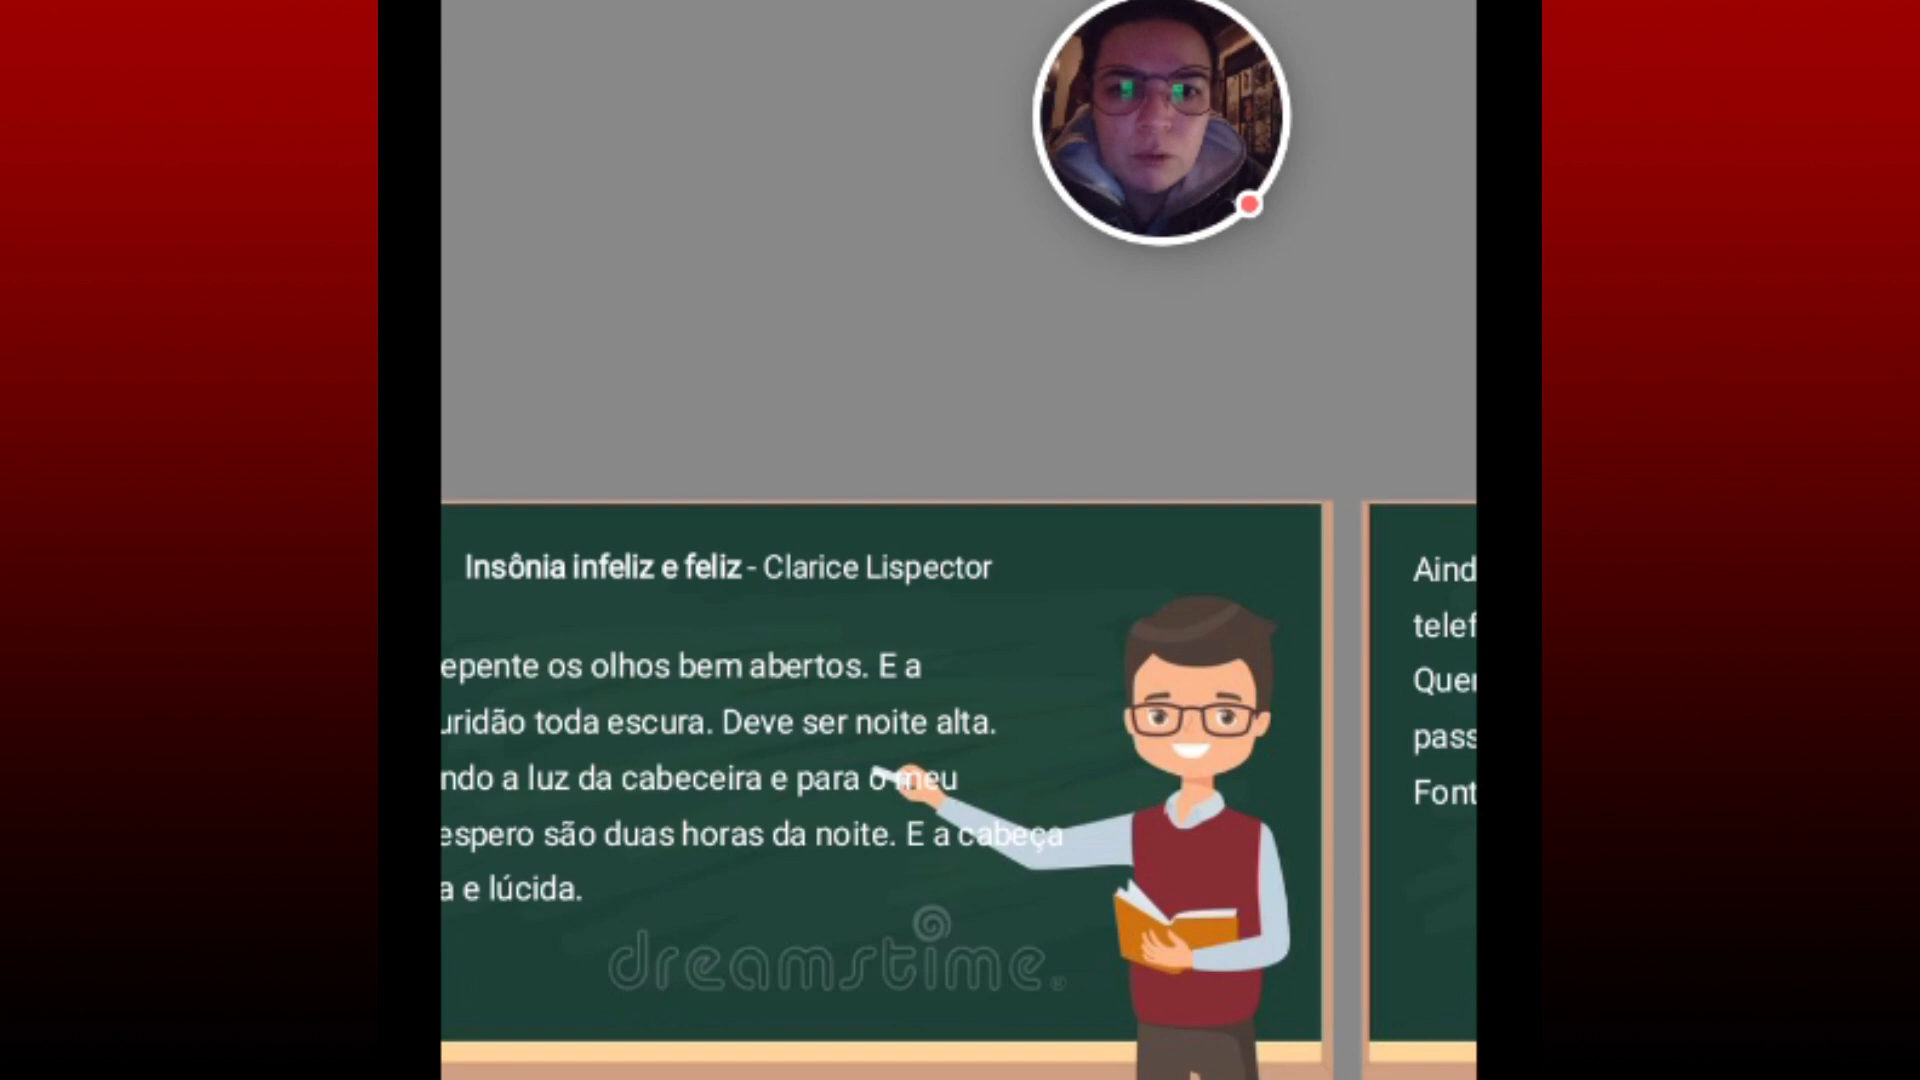 Insônia infeliz e feliz - Clarice Lispector
epente os olhos bem abertos. E a
uridão toda escura. Deve ser noite alta.
ndo a luz da cabeceira e para o meu
espero são duas horas da noite. E a cabeça
a e lúcida.
dreamstime
Aind
telef
Quer
pass
Font